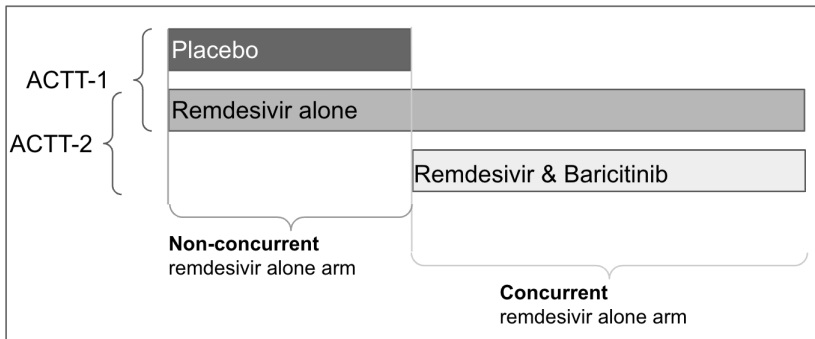 Placebo
ACTT-1
Remdesivir alone
ACTT-2
Remdesivir & Baricitinib
Non-concurrent
remdesivir alone arm
Concurrent
remdesivir alone arm